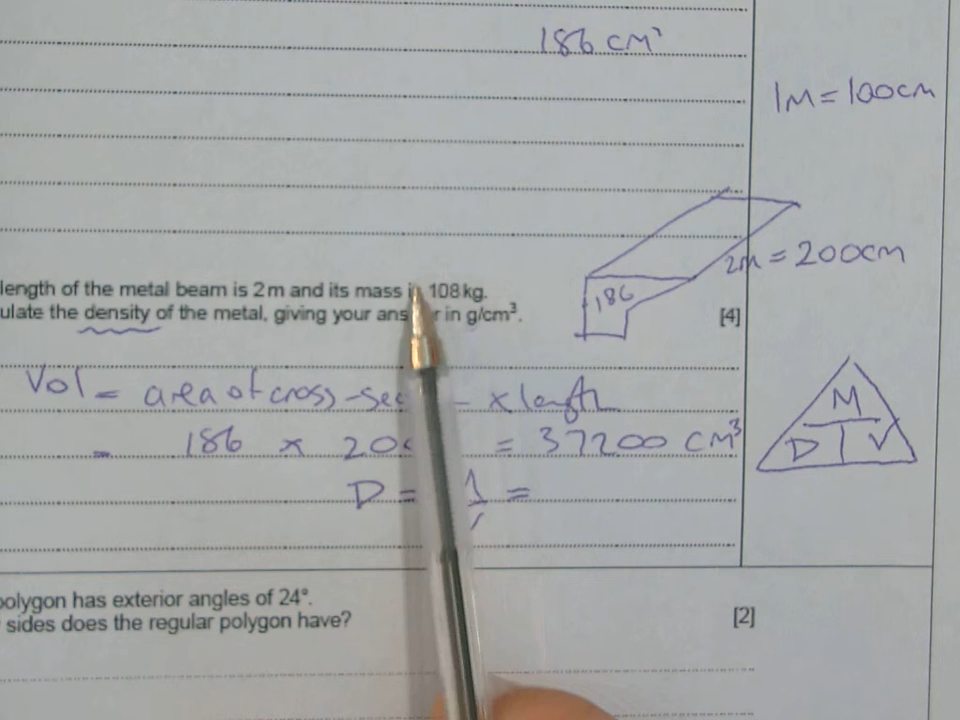 186 cm²
1M = 100cm
2m = 200cm
186
length of the metal beam is 2 m and its mass 108 kg.
ulate the density of the metal, giving your in g/cm³.
[4]
Vol = area of cross-sec x length
= 186 x 20 = 37200 cm³
D = =
M
D V
polygon has exterior angles of 24°.
sides does the regular polygon have?
[2]